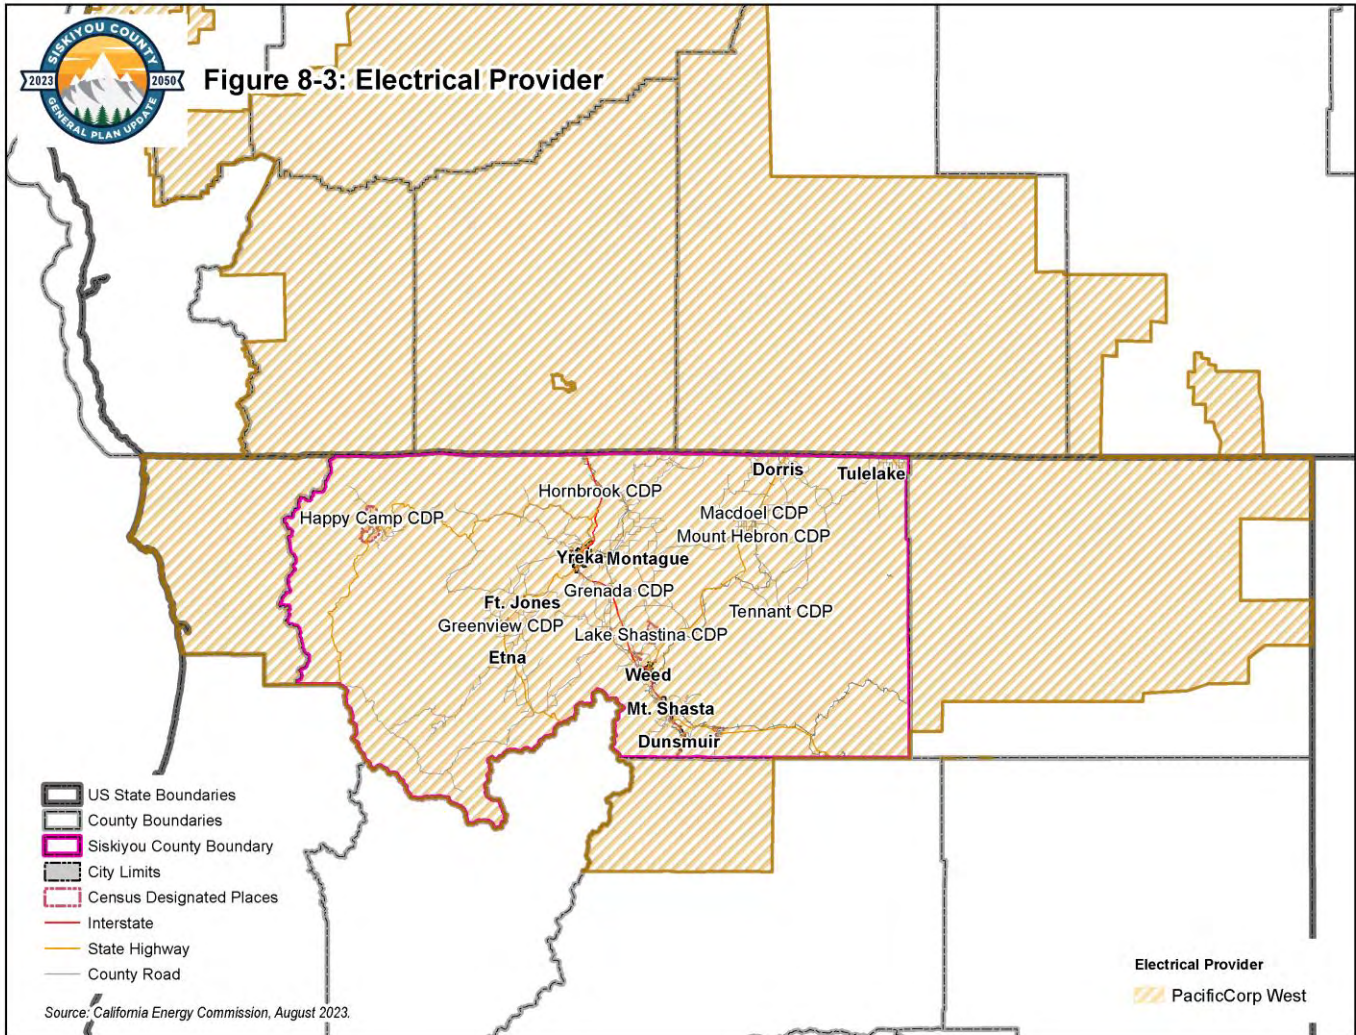 SISKIYOU COUNTY
2023
2050
GENERAL PLAN UPDATE
Figure 8-3: Electrical Provider
Dorris
Tulelake
Hornbrook CDP
Macdoel CDP
Happy Camp CDP
Mount Hebron CDP
Yreka
Montague
Grenada CDP
Ft. Jones
Tennant CDP
Greenview CDP
Lake Shastina CDP
Etna
Weed
Mt. Shasta
Dunsmuir
US State Boundaries
County Boundaries
Siskiyou County Boundary
City Limits
Census Designated Places
Interstate
State Highway
County Road
Source: California Energy Commission, August 2023.
Electrical Provider
PacificCorp West